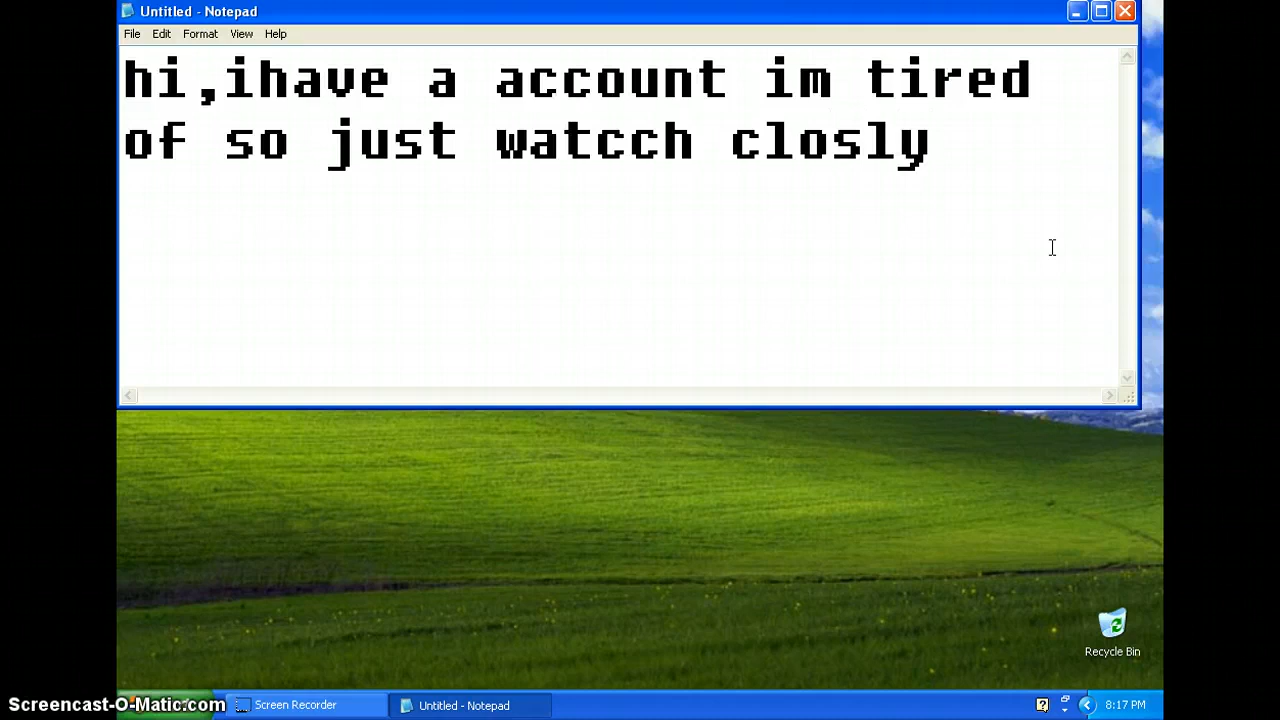 Untitled - Notepad
File Edit Format View Help
hi,ihave a account im tired
of so just watcch closly
Recycle Bin
Screencast-O-Matic.com
Screen Recorder
Untitled - Notepad
8:17 PM